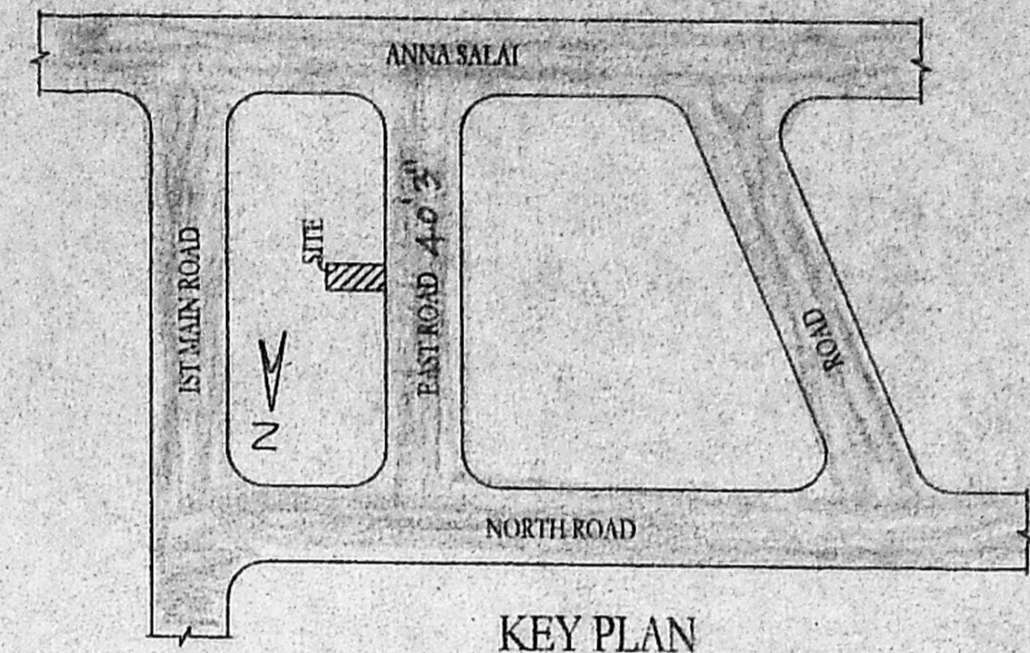 ANNA SALAI
IST MAIN ROAD
SITE
EAST ROAD 40'3"
ROAD
N
NORTH ROAD
KEY PLAN